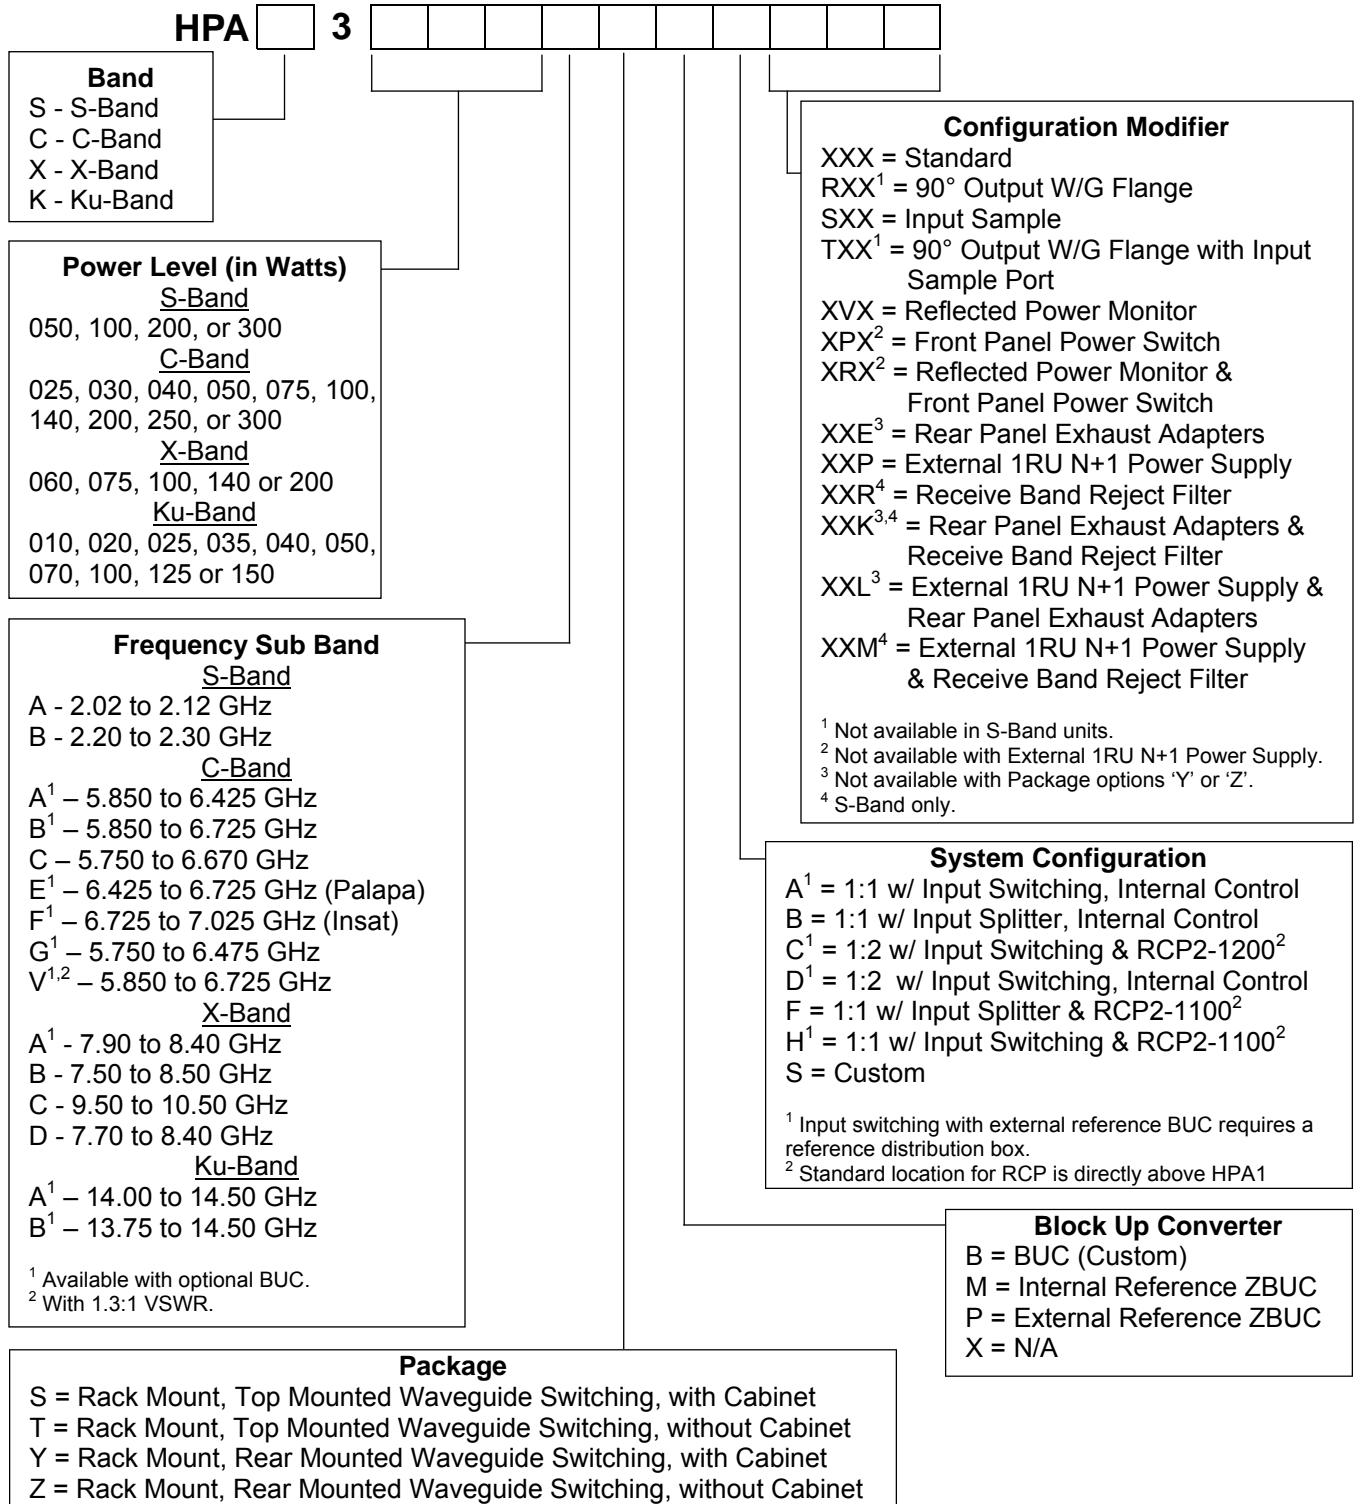 HPA 3
Band
S - S-Band
C - C-Band
X - X-Band
K - Ku-Band
Power Level (in Watts)
S-Band
050, 100, 200, or 300
C-Band
025, 030, 040, 050, 075, 100,
140, 200, 250, or 300
X-Band
060, 075, 100, 140 or 200
Ku-Band
010, 020, 025, 035, 040, 050,
070, 100, 125 or 150
Frequency Sub Band
S-Band
A - 2.02 to 2.12 GHz
B - 2.20 to 2.30 GHz
C-Band
A¹ – 5.850 to 6.425 GHz
B¹ – 5.850 to 6.725 GHz
C – 5.750 to 6.670 GHz
E¹ – 6.425 to 6.725 GHz (Palapa)
F¹ – 6.725 to 7.025 GHz (Insat)
G¹ – 5.750 to 6.475 GHz
V¹,² – 5.850 to 6.725 GHz
X-Band
A¹ - 7.90 to 8.40 GHz
B - 7.50 to 8.50 GHz
C - 9.50 to 10.50 GHz
D - 7.70 to 8.40 GHz
Ku-Band
A¹ – 14.00 to 14.50 GHz
B¹ – 13.75 to 14.50 GHz
¹ Available with optional BUC.
² With 1.3:1 VSWR.
Configuration Modifier
XXX = Standard
RXX¹ = 90° Output W/G Flange
SXX = Input Sample
TXX¹ = 90° Output W/G Flange with Input
Sample Port
XVX = Reflected Power Monitor
XPX² = Front Panel Power Switch
XRX² = Reflected Power Monitor &
Front Panel Power Switch
XXE³ = Rear Panel Exhaust Adapters
XXP = External 1RU N+1 Power Supply
XXR⁴ = Receive Band Reject Filter
XXK³,⁴ = Rear Panel Exhaust Adapters &
Receive Band Reject Filter
XXL³ = External 1RU N+1 Power Supply &
Rear Panel Exhaust Adapters
XXM⁴ = External 1RU N+1 Power Supply
& Receive Band Reject Filter
¹ Not available in S-Band units.
² Not available with External 1RU N+1 Power Supply.
³ Not available with Package options ‘Y’ or ‘Z’.
⁴ S-Band only.
System Configuration
A¹ = 1:1 w/ Input Switching, Internal Control
B = 1:1 w/ Input Splitter, Internal Control
C¹ = 1:2 w/ Input Switching & RCP2-1200²
D¹ = 1:2 w/ Input Switching, Internal Control
F = 1:1 w/ Input Splitter & RCP2-1100²
H¹ = 1:1 w/ Input Switching & RCP2-1100²
S = Custom
¹ Input switching with external reference BUC requires a
reference distribution box.
² Standard location for RCP is directly above HPA1
Block Up Converter
B = BUC (Custom)
M = Internal Reference ZBUC
P = External Reference ZBUC
X = N/A
Package
S = Rack Mount, Top Mounted Waveguide Switching, with Cabinet
T = Rack Mount, Top Mounted Waveguide Switching, without Cabinet
Y = Rack Mount, Rear Mounted Waveguide Switching, with Cabinet
Z = Rack Mount, Rear Mounted Waveguide Switching, without Cabinet